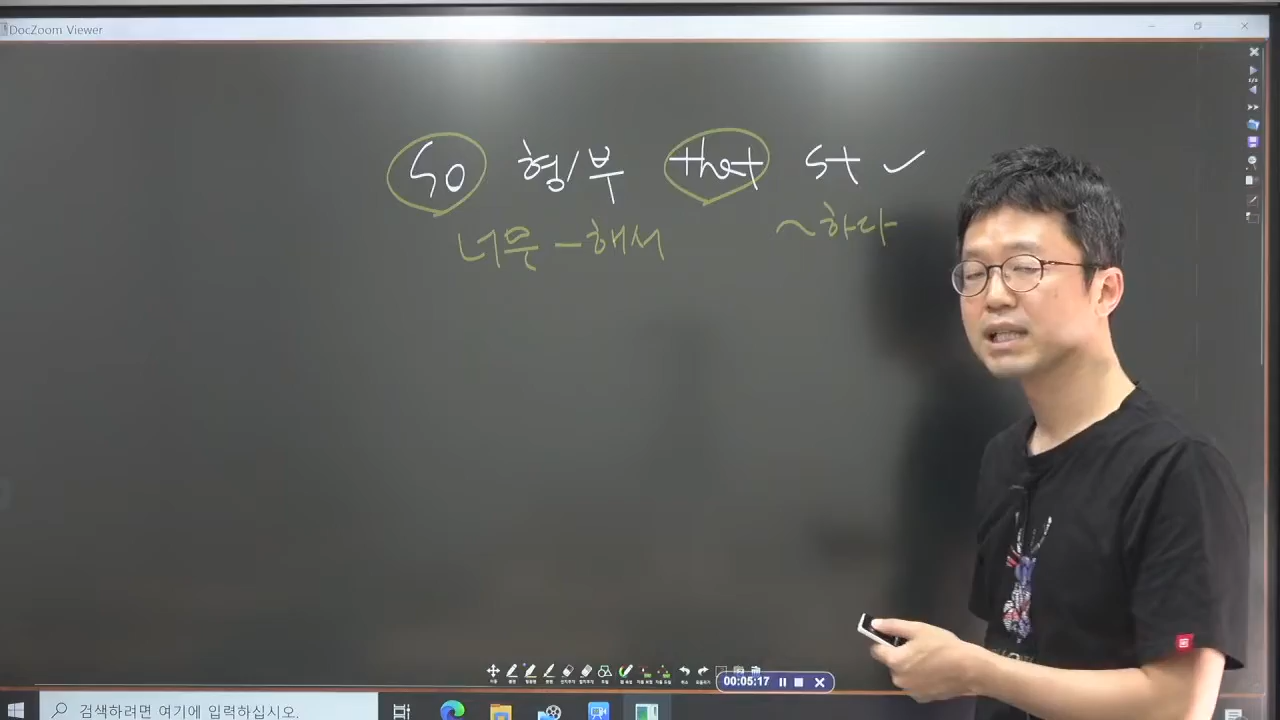 DocZoom Viewer
so 형/부 that St ✓
너무 -해서 ~하다
00:05:17
검색하려면 여기에 입력하십시오.